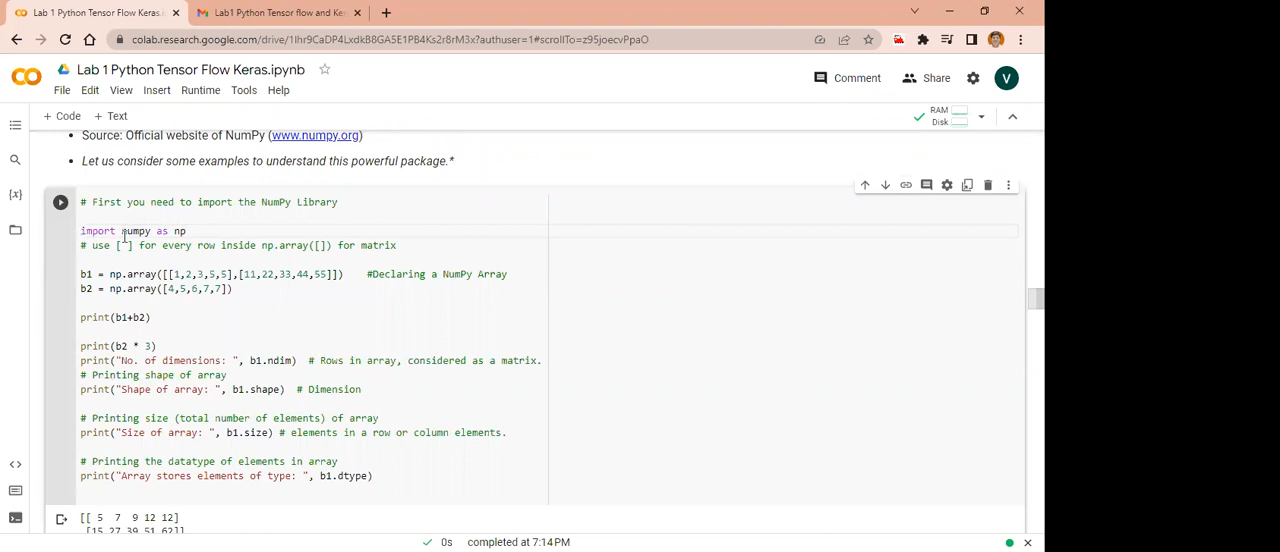 Lab 1 Python Tensor Flow Keras.i
Lab1 Python Tensor flow and Ker
colab.research.google.com/drive/1Ihr9CaDP4LxdkB8GA5E1PB4Ks2r8rM3x?authuser=1#scrollTo=z95joecvPpaO
Lab 1 Python Tensor Flow Keras.ipynb
File Edit View Insert Runtime Tools Help
Comment Share V
+ Code + Text
RAM
Disk
• Source: Official website of NumPy (www.numpy.org)
• Let us consider some examples to understand this powerful package.*
# First you need to import the NumPy Library
import numpy as np
# use [ ] for every row inside np.array([]) for matrix
b1 = np.array([[1,2,3,5,5],[11,22,33,44,55]]) #Declaring a NumPy Array
b2 = np.array([4,5,6,7,7])
print(b1+b2)
print(b2 * 3)
print("No. of dimensions: ", b1.ndim) # Rows in array, considered as a matrix.
# Printing shape of array
print("Shape of array: ", b1.shape) # Dimension
# Printing size (total number of elements) of array
print("Size of array: ", b1.size) # elements in a row or column elements.
# Printing the datatype of elements in array
print("Array stores elements of type: ", b1.dtype)
[[ 5 7 9 12 12]
[15 27 39 51 62]]
0s completed at 7:14 PM